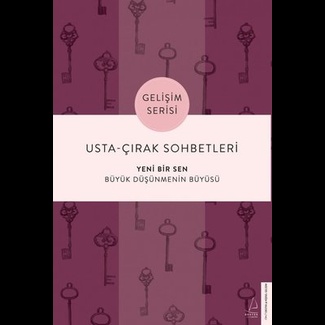 GELİŞİM
SERİSİ
USTA-ÇIRAK SOHBETLERİ
YENİ BİR SEN
BÜYÜK DÜŞÜNMENİN BÜYÜSÜ